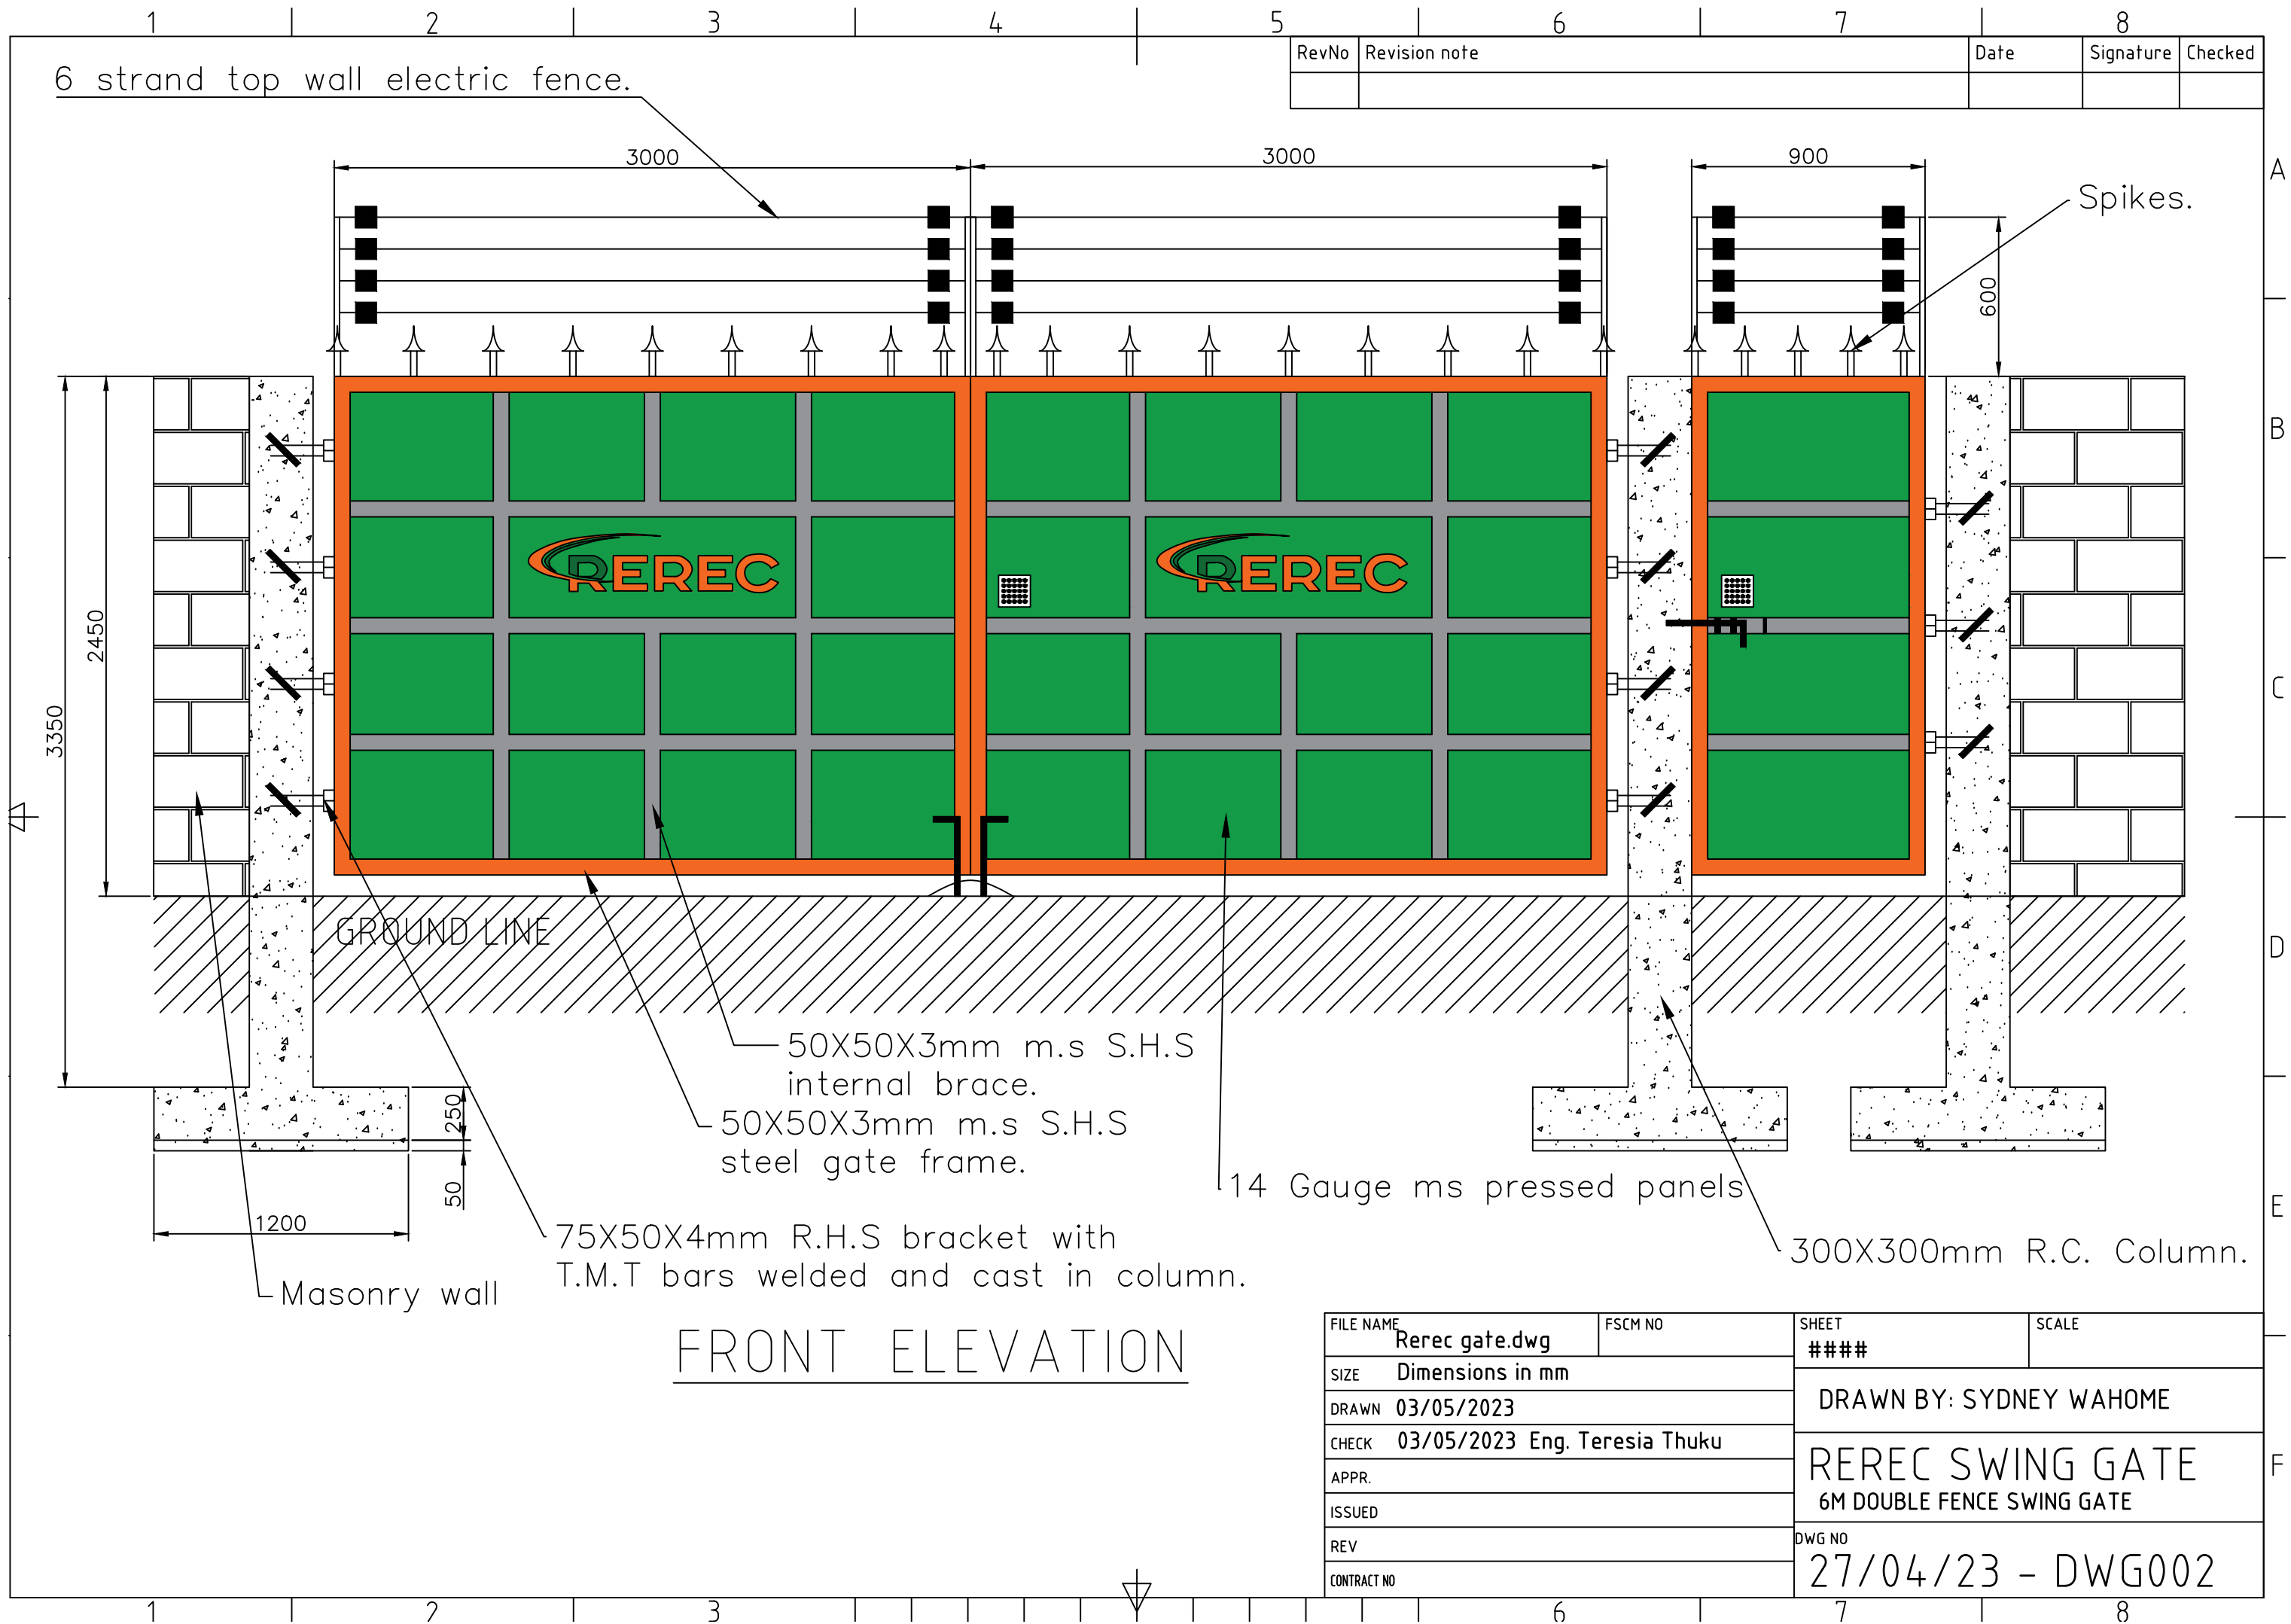 1 2 3 4 5 6 7 8
RevNo Revision note Date Signature Checked
6 strand top wall electric fence.
3000 3000 900
A
Spikes.
600
B
REREC REREC
2450
3350
C
GROUND LINE
D
50X50X3mm m.s S.H.S
internal brace.
250
50X50X3mm m.s S.H.S
steel gate frame.
50
14 Gauge ms pressed panels
E
1200
75X50X4mm R.H.S bracket with
T.M.T bars welded and cast in column.
300X300mm R.C. Column.
Masonry wall
FRONT ELEVATION
FILE NAME Rerec gate.dwg FSCM NO SHEET #### SCALE
SIZE Dimensions in mm
DRAWN 03/05/2023
DRAWN BY: SYDNEY WAHOME
CHECK 03/05/2023 Eng. Teresia Thuku
APPR.
REREC SWING GATE
6M DOUBLE FENCE SWING GATE
F
ISSUED
REV
DWG NO
27/04/23 - DWG002
CONTRACT NO
1 2 3 6 7 8